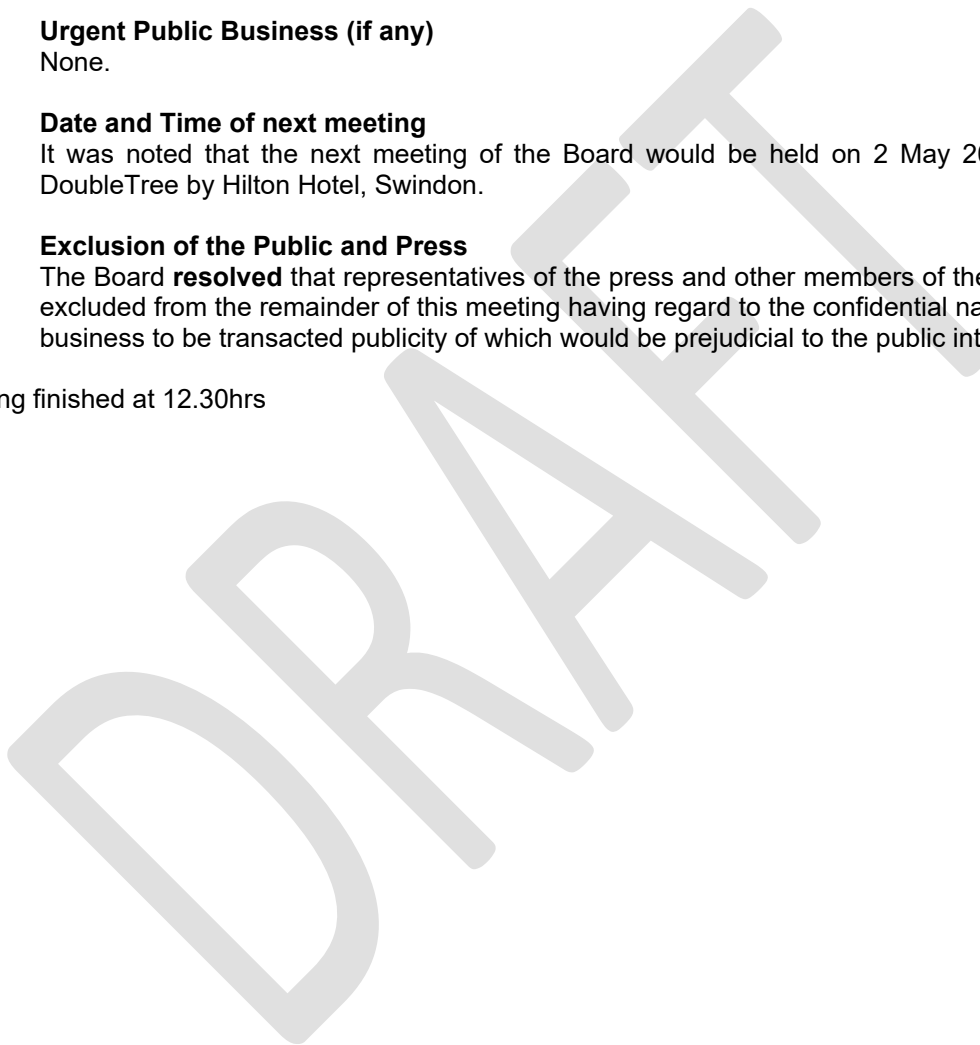 Urgent Public Business (if any)
None.
Date and Time of next meeting
It was noted that the next meeting of the Board would be held on 2 May
DoubleTree by Hilton Hotel, Swindon.
Exclusion of the Public and Press
The Board resolved that representatives of the press and other members of the
excluded from the remainder of this meeting having regard to the confidential
business to be transacted publicity of which would be prejudicial to the public
finished at 12.30hrs
DRAFT